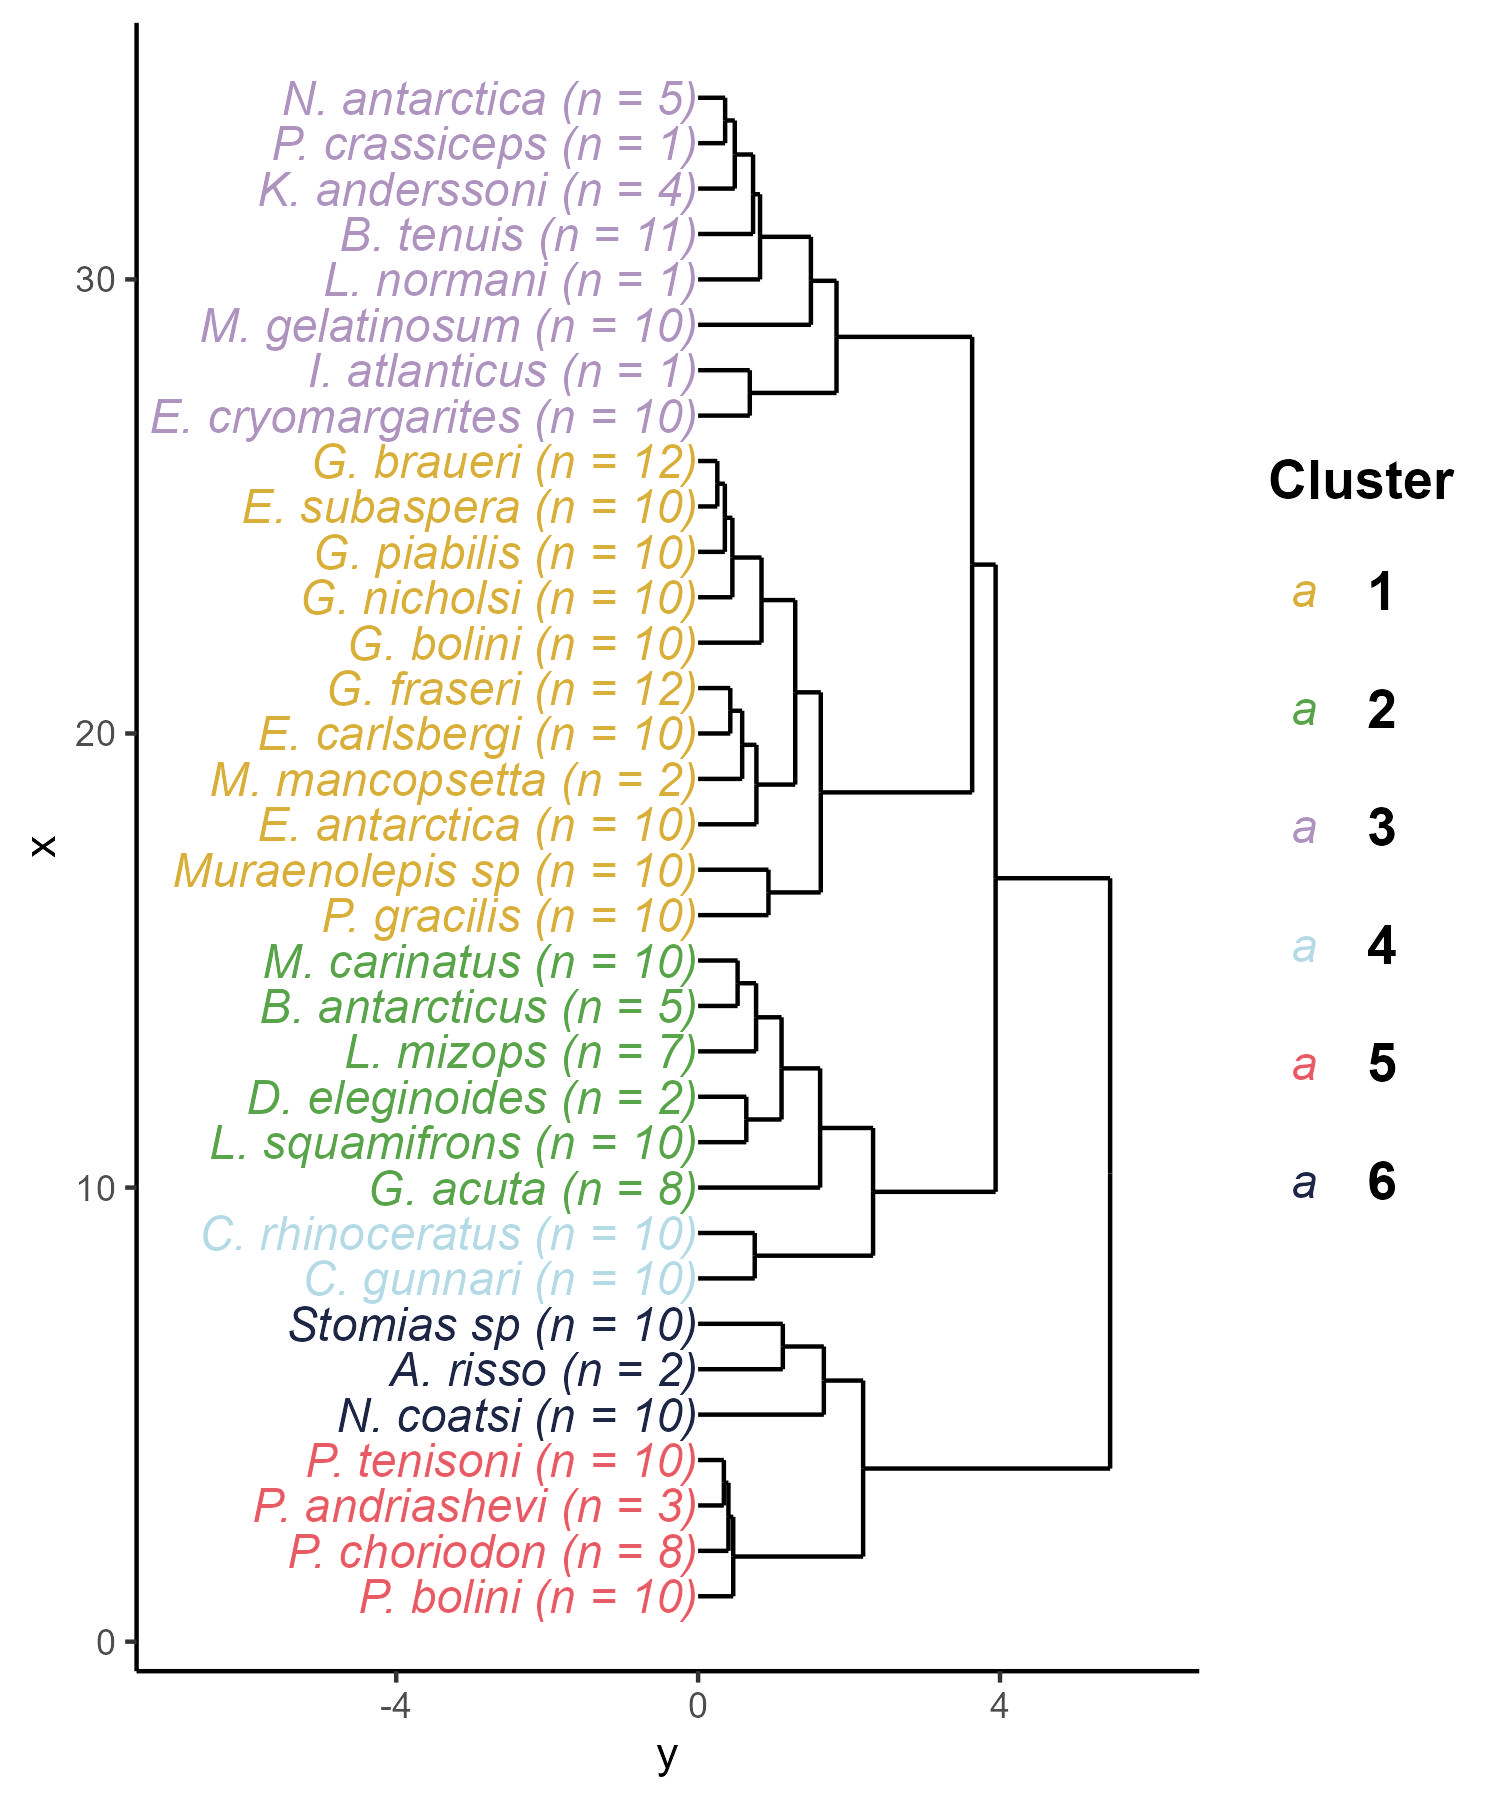 N. antarctica (n = 5)
P. crassiceps (n = 1)
K. anderssoni (n = 4)
B. tenuis (n = 11)
L. normani (n = 1)
M. gelatinosum (n = 10)
I. atlanticus (n = 1)
E. cryomargarites (n = 10)
G. braueri (n = 12)
E. subaspera (n = 10)
G. piabilis (n = 10)
G. nicholsi (n = 10)
G. bolini (n = 10)
G. fraseri (n = 12)
E. carlsbergi (n = 10)
M. mancopsetta (n = 2)
E. antarctica (n = 10)
Muraenolepis sp (n = 10)
P. gracilis (n = 10)
M. carinatus (n = 10)
B. antarcticus (n = 5)
L. mizops (n = 7)
D. eleginoides (n = 2)
L. squamifrons (n = 10)
G. acuta (n = 8)
C. rhinoceratus (n = 10)
C. gunnari (n = 10)
Stomias sp (n = 10)
A. risso (n = 2)
N. coatsi (n = 10)
P. tenisoni (n = 10)
P. andriashevi (n = 3)
P. choriodon (n = 8)
P. bolini (n = 10)
30
20
10
0
x
-4 0 4
y
Cluster
a 1
a 2
a 3
a 4
a 5
a 6